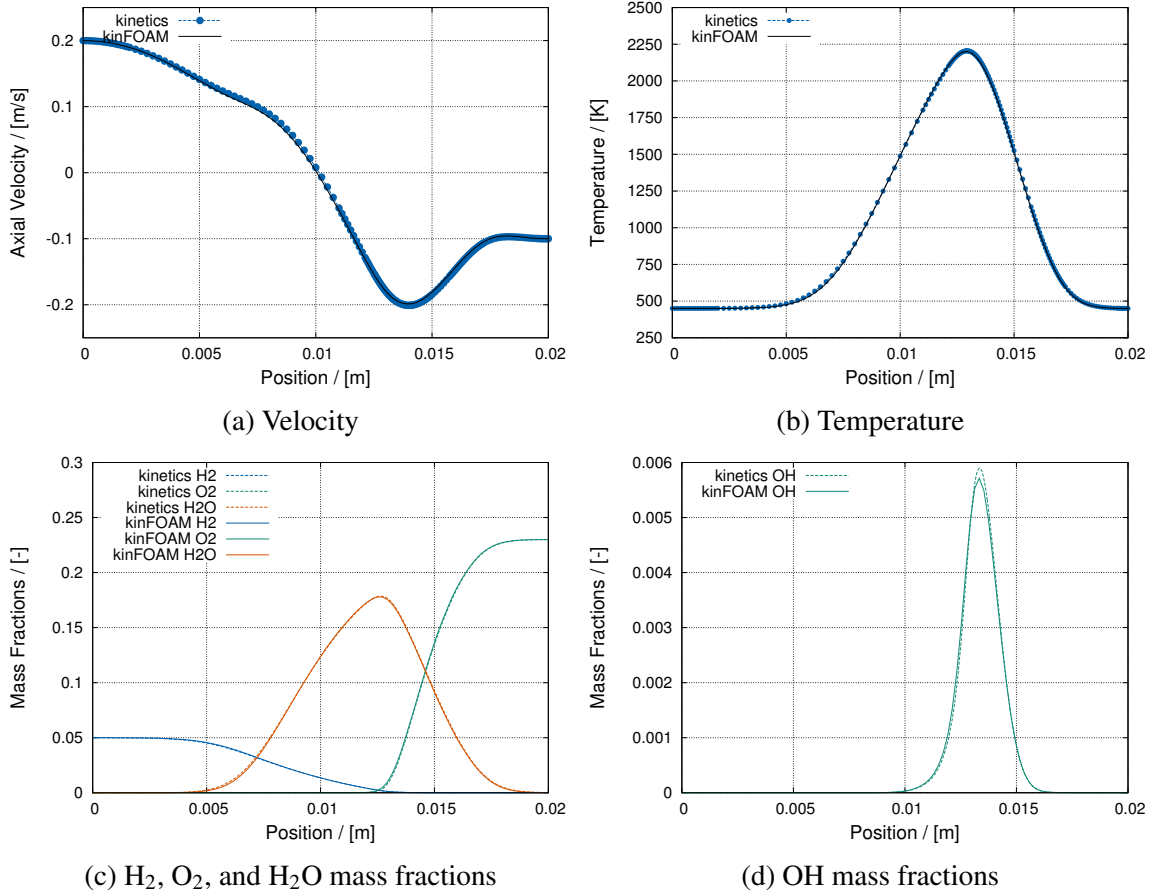 kinetics
kinFOAM
0.2
0.1
0
-0.1
-0.2
Axial Velocity / [m/s]
0
0.005
0.01
0.015
0.02
Position / [m]
(a) Velocity
kinetics
kinFOAM
2500
2250
2000
1750
1500
1250
1000
750
500
250
Temperature / [K]
0
0.005
0.01
0.015
0.02
Position / [m]
(b) Temperature
kinetics H2
kinetics O2
kinetics H2O
kinFOAM H2
kinFOAM O2
kinFOAM H2O
0.3
0.25
0.2
0.15
0.1
0.05
0
Mass Fractions / [-]
0
0.005
0.01
0.015
0.02
Position / [m]
(c) H₂, O₂, and H₂O mass fractions
kinetics OH
kinFOAM OH
0.006
0.005
0.004
0.003
0.002
0.001
0
Mass Fractions / [-]
0
0.005
0.01
0.015
0.02
Position / [m]
(d) OH mass fractions